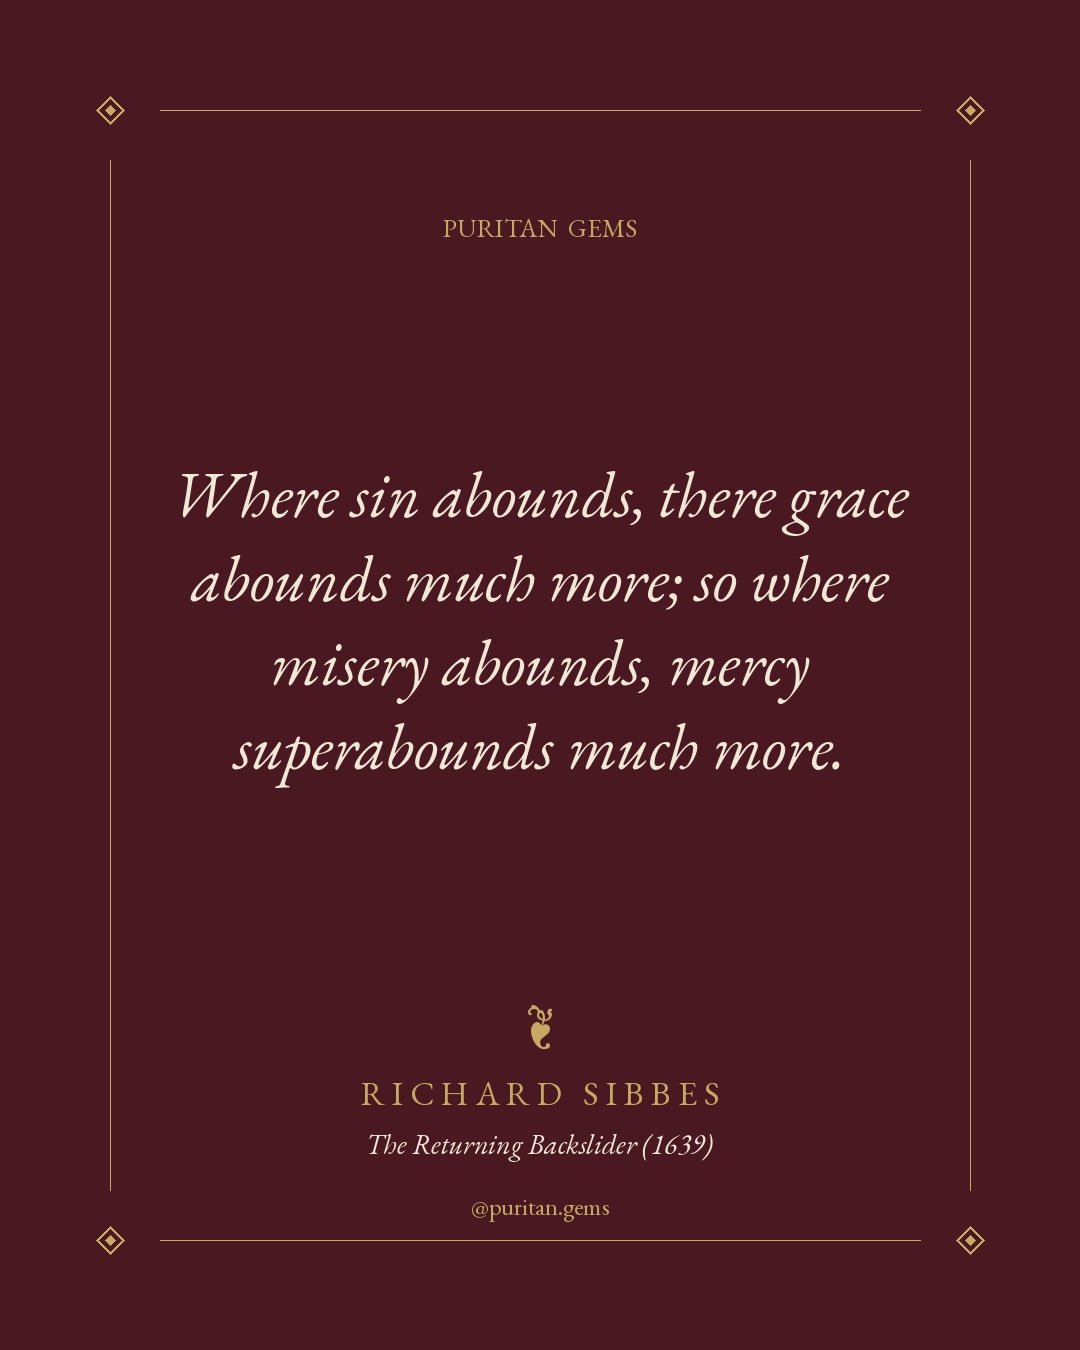 PURITAN GEMS
Where sin abounds, there grace
abounds much more; so where
misery abounds, mercy
superabounds much more.
RICHARD SIBBES
The Returning Backslider (1639)
@puritan.gems